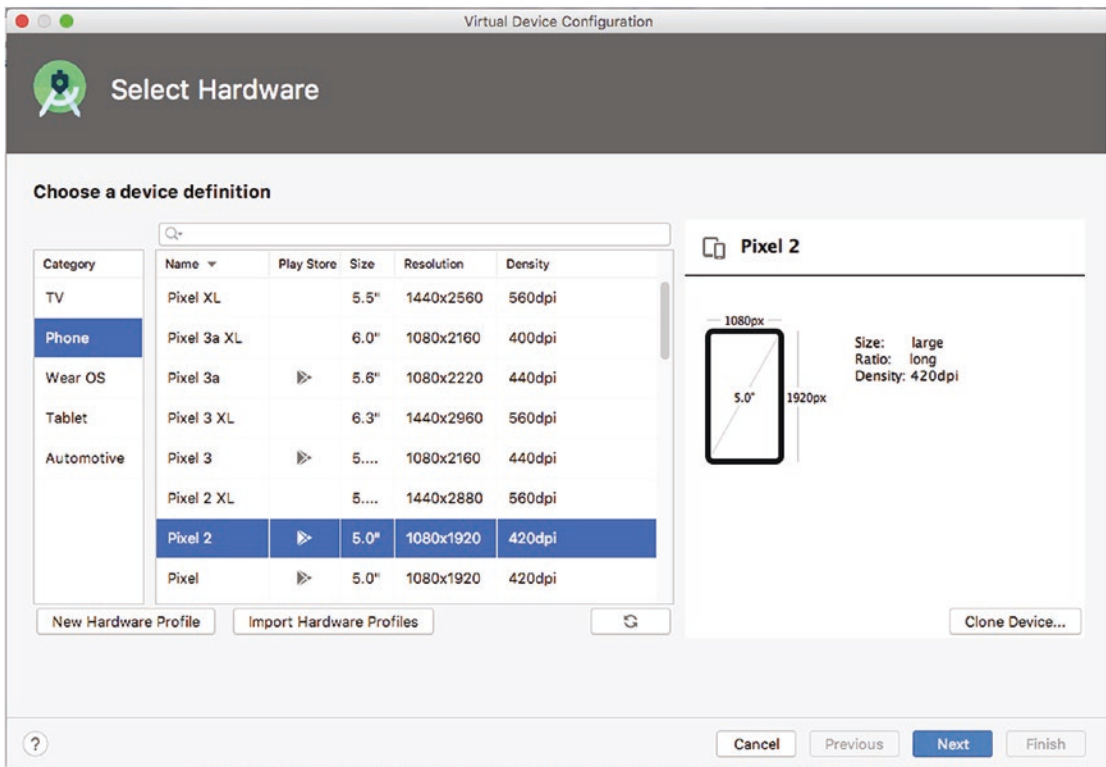 Virtual Device Configuration
Select Hardware
Choose a device definition
Category Name Play Store Size Resolution Density
TV Pixel XL 5.5" 1440x2560 560dpi
Phone Pixel 3a XL 6.0" 1080x2160 400dpi
Wear OS Pixel 3a 5.6" 1080x2220 440dpi
Tablet Pixel 3 XL 6.3" 1440x2960 560dpi
Automotive Pixel 3 5.... 1080x2160 440dpi
Pixel 2 XL 5.... 1440x2880 560dpi
Pixel 2 5.0" 1080x1920 420dpi
Pixel 5.0" 1080x1920 420dpi
New Hardware Profile Import Hardware Profiles
Pixel 2
1080px
Size: large
Ratio: long
Density: 420dpi
5.0" 1920px
Clone Device...
? Cancel Previous Next Finish